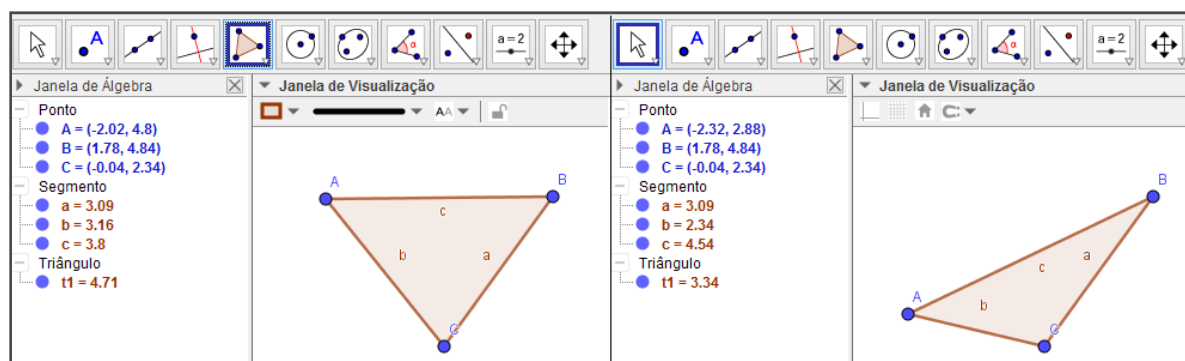 A
α
a = 2
Janela de Álgebra
Janela de Visualização
Ponto
A = (-2.02, 4.8)
B = (1.78, 4.84)
C = (-0.04, 2.34)
Segmento
a = 3.09
b = 3.16
c = 3.8
Triângulo
t1 = 4.71
AA
A
B
c
b
a
C
A
α
a = 2
Janela de Álgebra
Janela de Visualização
Ponto
A = (-2.32, 2.88)
B = (1.78, 4.84)
C = (-0.04, 2.34)
Segmento
a = 3.09
b = 2.34
c = 4.54
Triângulo
t1 = 3.34
B
a
c
A
b
C